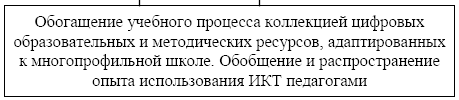 Обогащение учебного процесса коллекцией цифровых
образовательных и методических ресурсов, адаптированных
к многопрофильной школе. Обобщение и распространение
опыта использования ИКТ педагогами